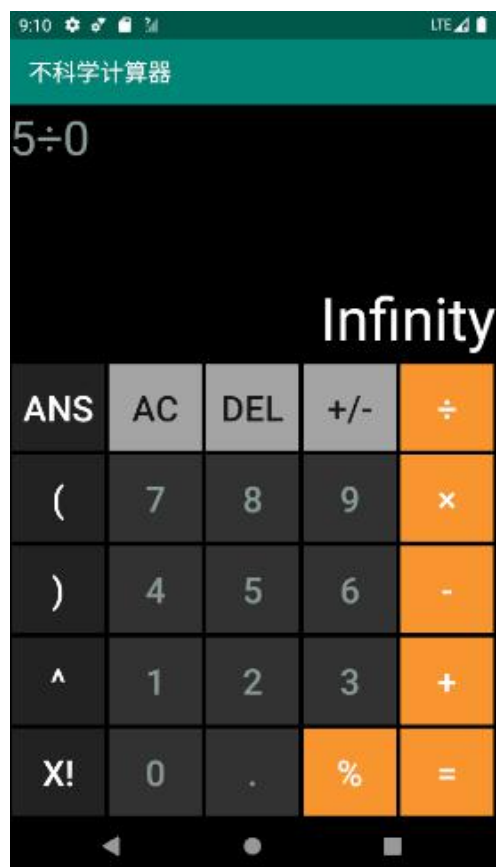 9:10 LTE
不科学计算器
5÷0
Infinity
ANS AC DEL +/- ÷
( 7 8 9 ×
) 4 5 6 -
^ 1 2 3 +
X! 0 . % =